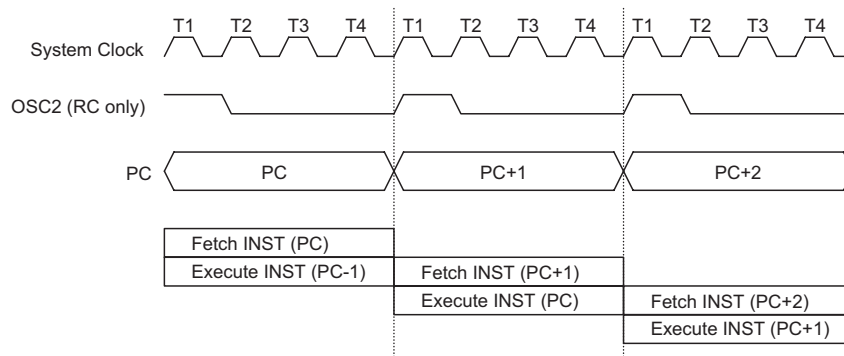 T1 T2 T3 T4 T1 T2 T3 T4 T1 T2 T3 T4
System Clock
OSC2 (RC only)
PC PC PC+1 PC+2
Fetch INST (PC)
Execute INST (PC-1) Fetch INST (PC+1)
Execute INST (PC) Fetch INST (PC+2)
Execute INST (PC+1)